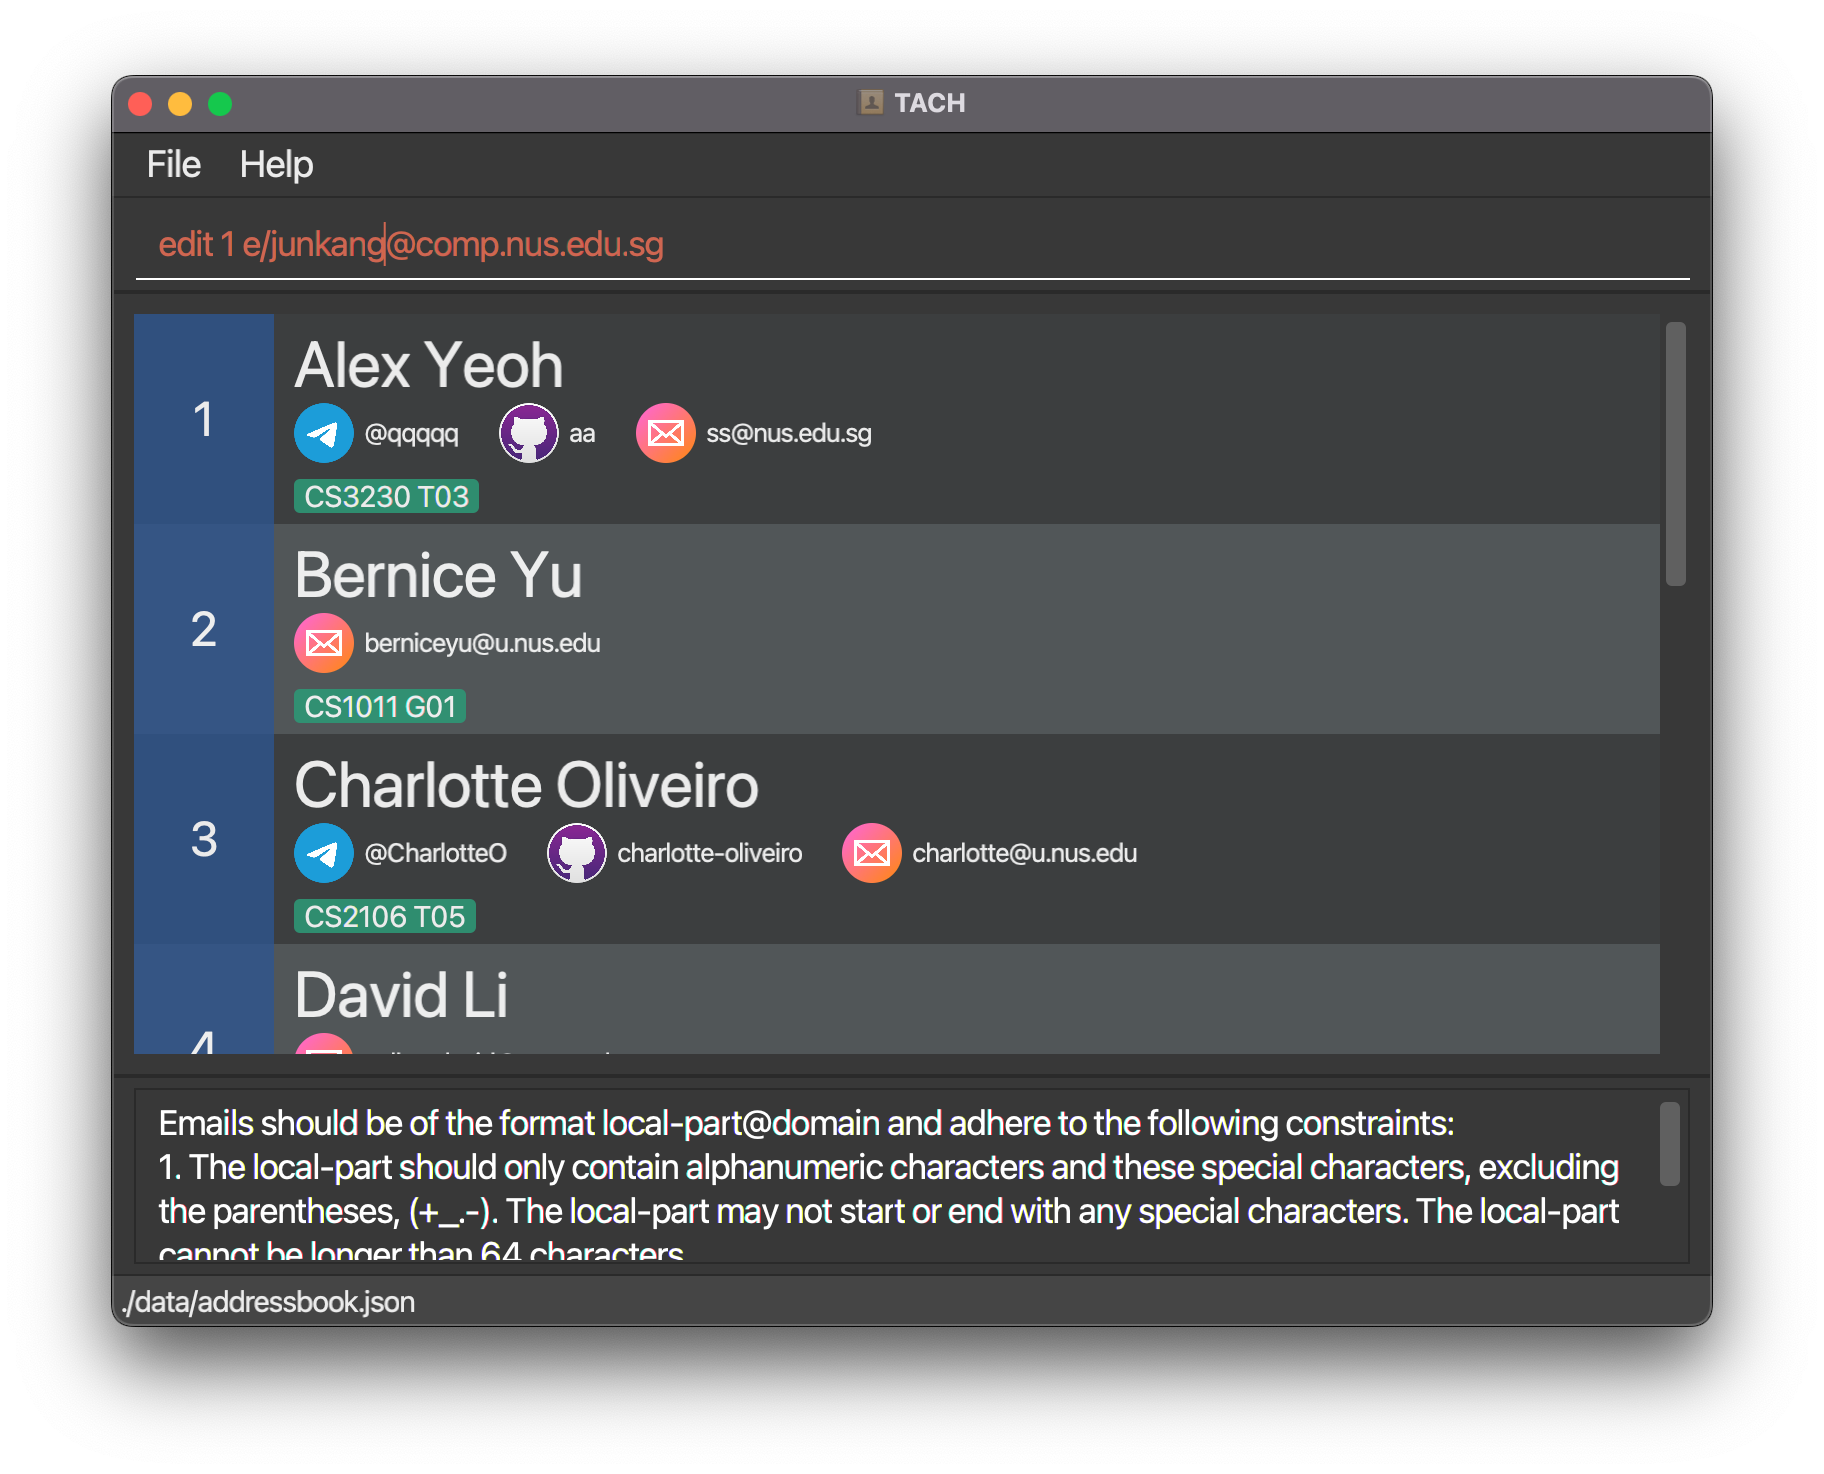 TACH
File Help
edit 1 e/junkang@comp.nus.edu.sg
1
Alex Yeoh
@qqqqq aa ss@nus.edu.sg
CS3230 T03
2
Bernice Yu
berniceyu@u.nus.edu
CS1011 G01
3
Charlotte Oliveiro
@CharlotteO charlotte-oliveiro charlotte@u.nus.edu
CS2106 T05
4
David Li
Emails should be of the format local-part@domain and adhere to the following constraints:
1. The local-part should only contain alphanumeric characters and these special characters, excluding
the parentheses, (+_.-). The local-part may not start or end with any special characters. The local-part
cannot be longer than 64 characters
./data/addressbook.json